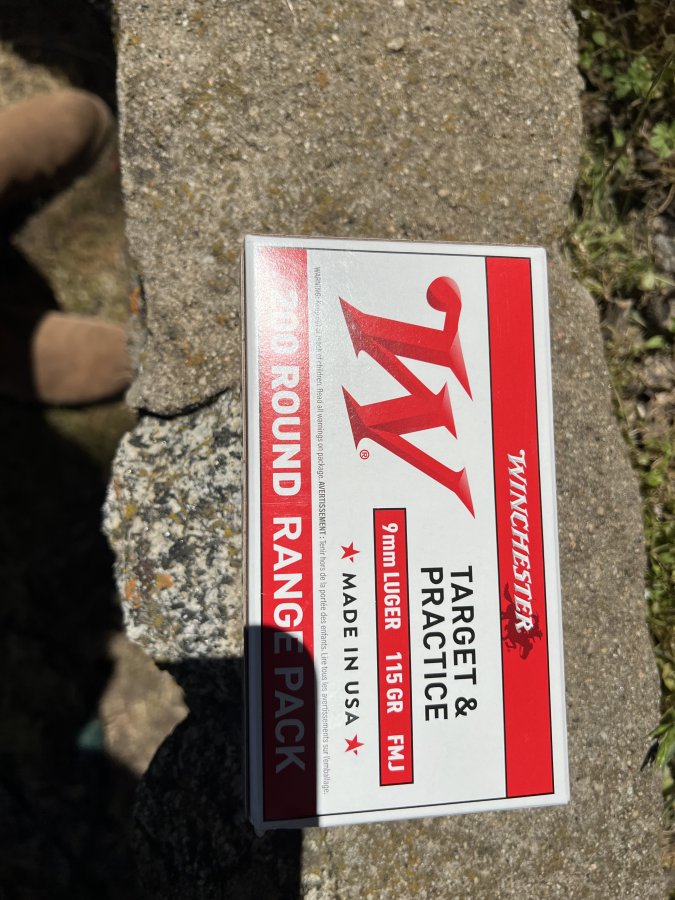 WINCHESTER
W®
TARGET &
PRACTICE
9mm LUGER 115 GR FMJ
★ MADE IN USA ★
WARNING: Keep out of reach of children. Read all warnings on package. AVERTISSEMENT : Tenir hors de la portée des enfants. Lire tous les avertissements sur l'emballage.
200 ROUND RANGE PACK